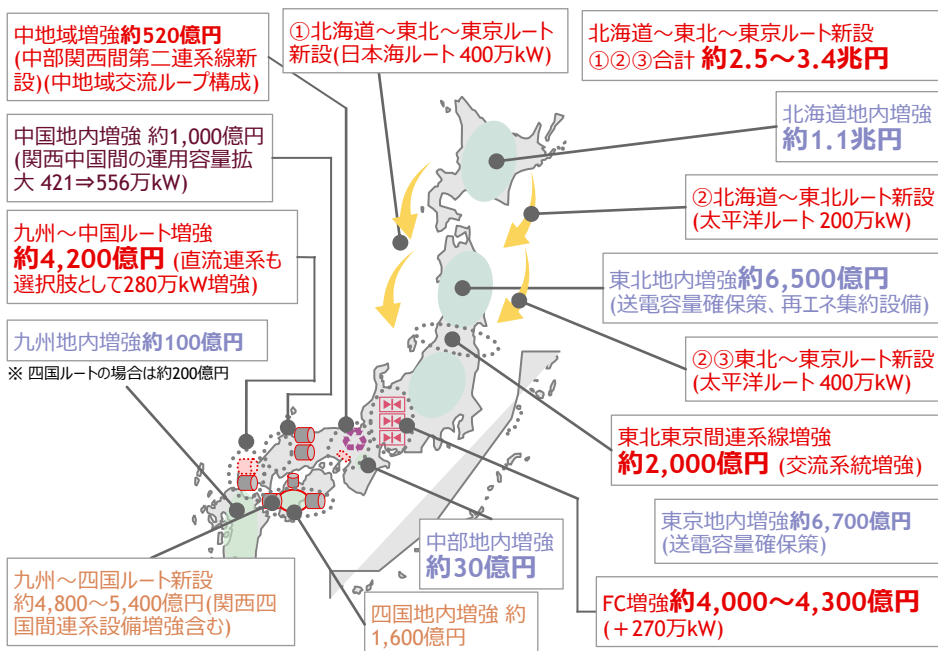 中地域増強約520億円
(中部関西間第二連系線新
設)(中地域交流ループ構成)
①北海道～東北～東京ルート
新設(日本海ルート 400万kW)
北海道～東北～東京ルート新設
①②③合計 約2.5～3.4兆円
中国地内増強 約1,000億円
(関西中国間の運用容量拡
大 421⇒556万kW)
北海道地内増強
約1.1兆円
②北海道～東北ルート新設
(太平洋ルート 200万kW)
九州～中国ルート増強
約4,200億円 (直流連系も
選択肢として280万kW増強)
東北地内増強約6,500億円
(送電容量確保策、再エネ集約設備)
九州地内増強約100億円
※ 四国ルートの場合は約200億円
②③東北～東京ルート新設
(太平洋ルート 400万kW)
東北東京間連系線増強
約2,000億円 (交流系統増強)
東京地内増強約6,700億円
(送電容量確保策)
中部地内増強
約30億円
九州～四国ルート新設
約4,800～5,400億円(関西四
国間連系設備増強含む)
四国地内増強 約
1,600億円
FC増強約4,000～4,300億円
(＋270万kW)